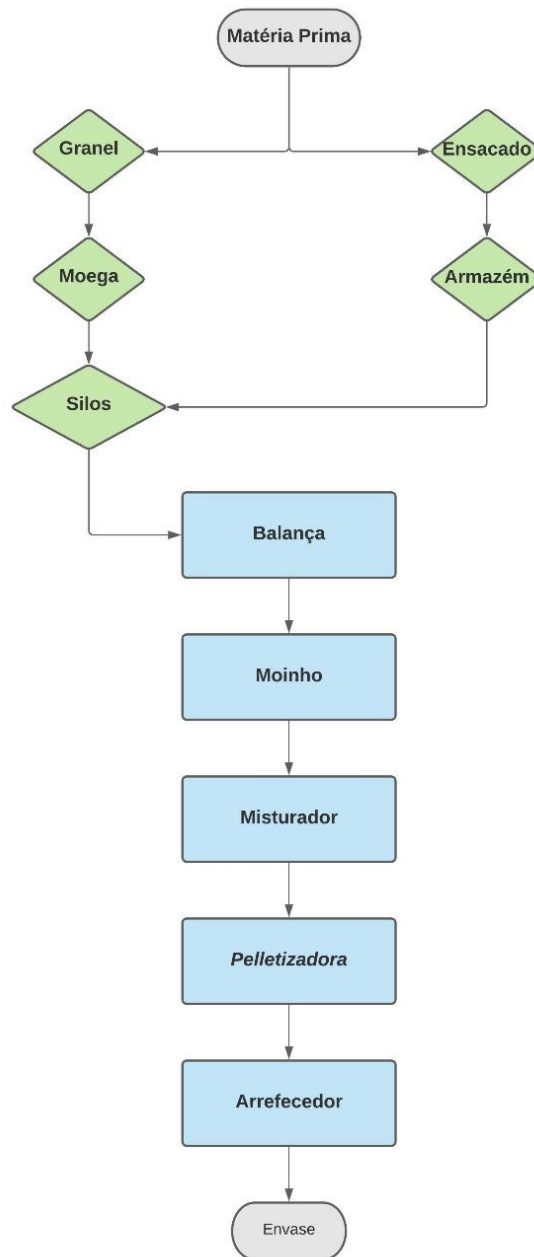 Matéria Prima
Granel
Ensacado
Moega
Armazém
Silos
Balança
Moinho
Misturador
Pelletizadora
Arrefecedor
Envase